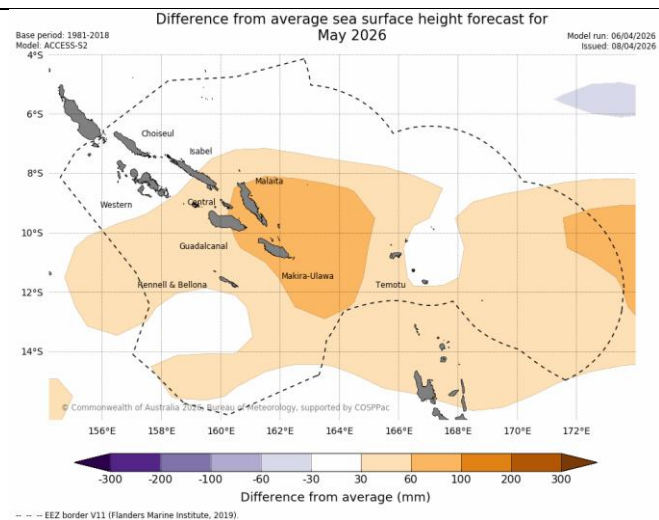 Difference from average sea surface height forecast for
May 2026
Base period: 1981-2018
Model: ACCESS-S2
Model run: 06/04/2026
Issued: 08/04/2026
4°S
6°S
Choiseul
Isabel
8°S
Malaita
Western
Central
10°S
Guadalcanal
Rennell & Bellona
Makira-Ulawa
Temotu
12°S
14°S
© Commonwealth of Australia 2026, Bureau of Meteorology, supported by COSPPac
16°S
156°E 158°E 160°E 162°E 164°E 166°E 168°E 170°E 172°E
-300 -200 -100 -60 -30 30 60 100 200 300
Difference from average (mm)
-- -- -- EEZ border V11 (Flanders Marine Institute, 2019).